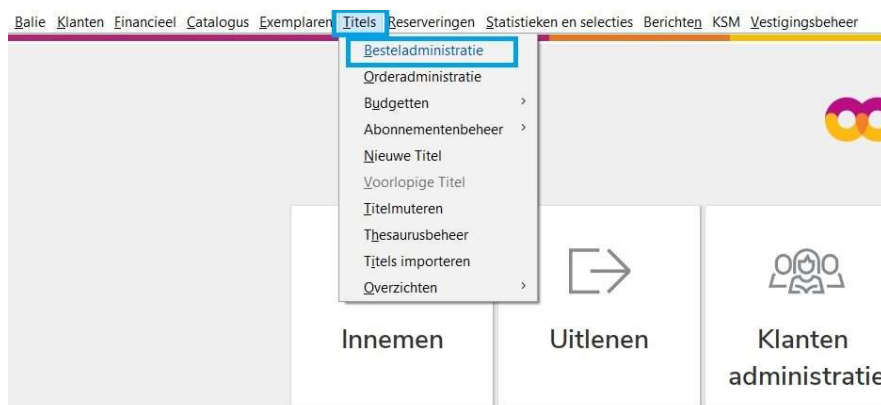 Balie Klanten Financieel Catalogus Exemplaren Titels Reserveringen Statistieken en selecties Berichten KSM Vestigingsbeheer
Besteladministratie
Orderadministratie
Budgetten
Abonnementenbeheer
Nieuwe Titel
Voorlopige Titel
Titelmuteren
Thesaurusbeheer
Titels importeren
Overzichten
Innemen
Uitlenen
Klanten
administratie